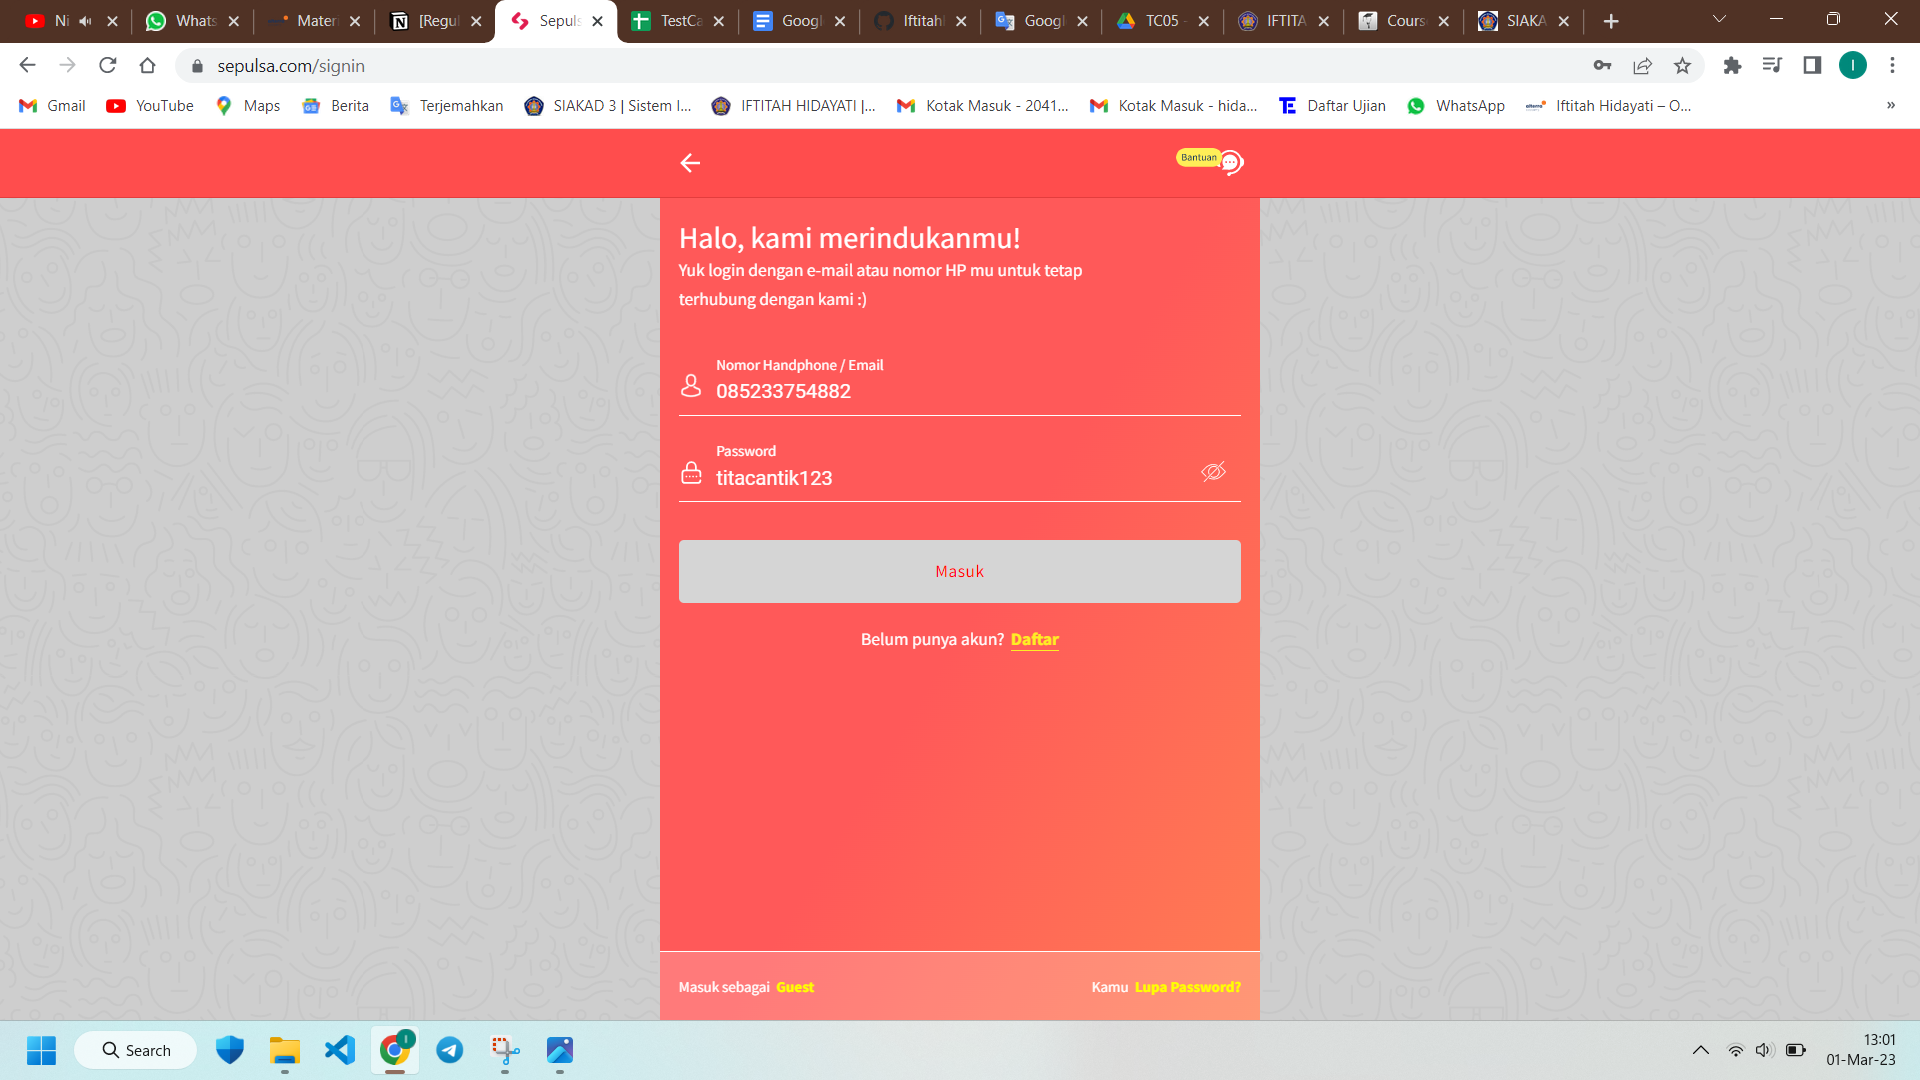 Ni
Whats
Materi
[Regul
Sepuls
TestCa
Googl
Iftitahl
Googl
TC05 -
IFTITA
Cours
SIAKA
sepulsa.com/signin
I
Gmail
YouTube
Maps
Berita
Terjemahkan
SIAKAD 3 | Sistem I...
IFTITAH HIDAYATI |...
Kotak Masuk - 2041...
Kotak Masuk - hida...
Daftar Ujian
WhatsApp
Iftitah Hidayati – O...
»
Bantuan
Halo, kami merindukanmu!
Yuk login dengan e-mail atau nomor HP mu untuk tetap
terhubung dengan kami :)
Nomor Handphone / Email
085233754882
Password
titacantik123
Masuk
Belum punya akun? Daftar
Masuk sebagai Guest
Kamu Lupa Password?
Search
13:01
01-Mar-23